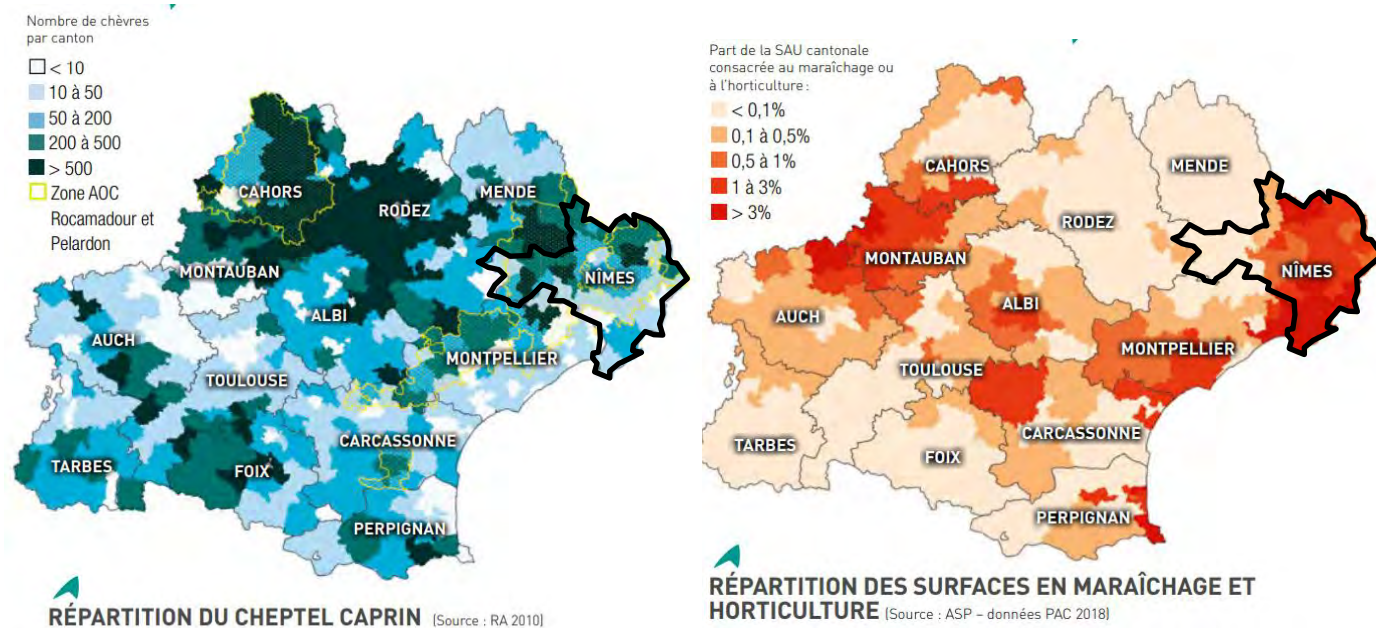 Nombre de chèvres
par canton
< 10
10 à 50
50 à 200
200 à 500
> 500
Zone AOC
Rocamadour et
Pelardon
CAHORS
RODEZ
MENDE
MONTAUBAN
NÎMES
ALBI
AUCH
TOULOUSE
MONTPELLIER
CARCASSONNE
TARBES
FOIX
PERPIGNAN
RÉPARTITION DU CHEPTEL CAPRIN (Source : RA 2010)
Part de la SAU cantonale
consacrée au maraîchage ou
à l'horticulture :
< 0,1%
0,1 à 0,5%
0,5 à 1%
1 à 3%
> 3%
CAHORS
MENDE
RODEZ
MONTAUBAN
NÎMES
ALBI
AUCH
MONTPELLIER
TOULOUSE
CARCASSONNE
TARBES
FOIX
PERPIGNAN
RÉPARTITION DES SURFACES EN MARAÎCHAGE ET
HORTICULTURE (Source : ASP – données PAC 2018)